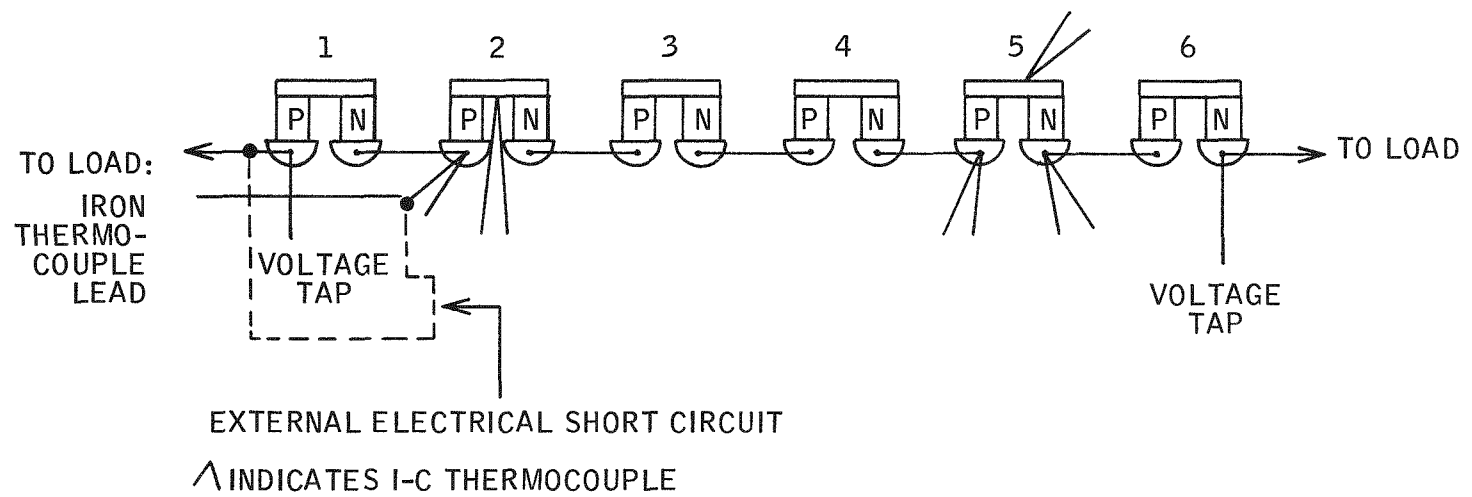 1 2 3 4 5 6
P N P N P N P N P N P N
TO LOAD:
TO LOAD
IRON
THERMO-
COUPLE
LEAD
VOLTAGE
TAP
VOLTAGE
TAP
EXTERNAL ELECTRICAL SHORT CIRCUIT
INDICATES I-C THERMOCOUPLE